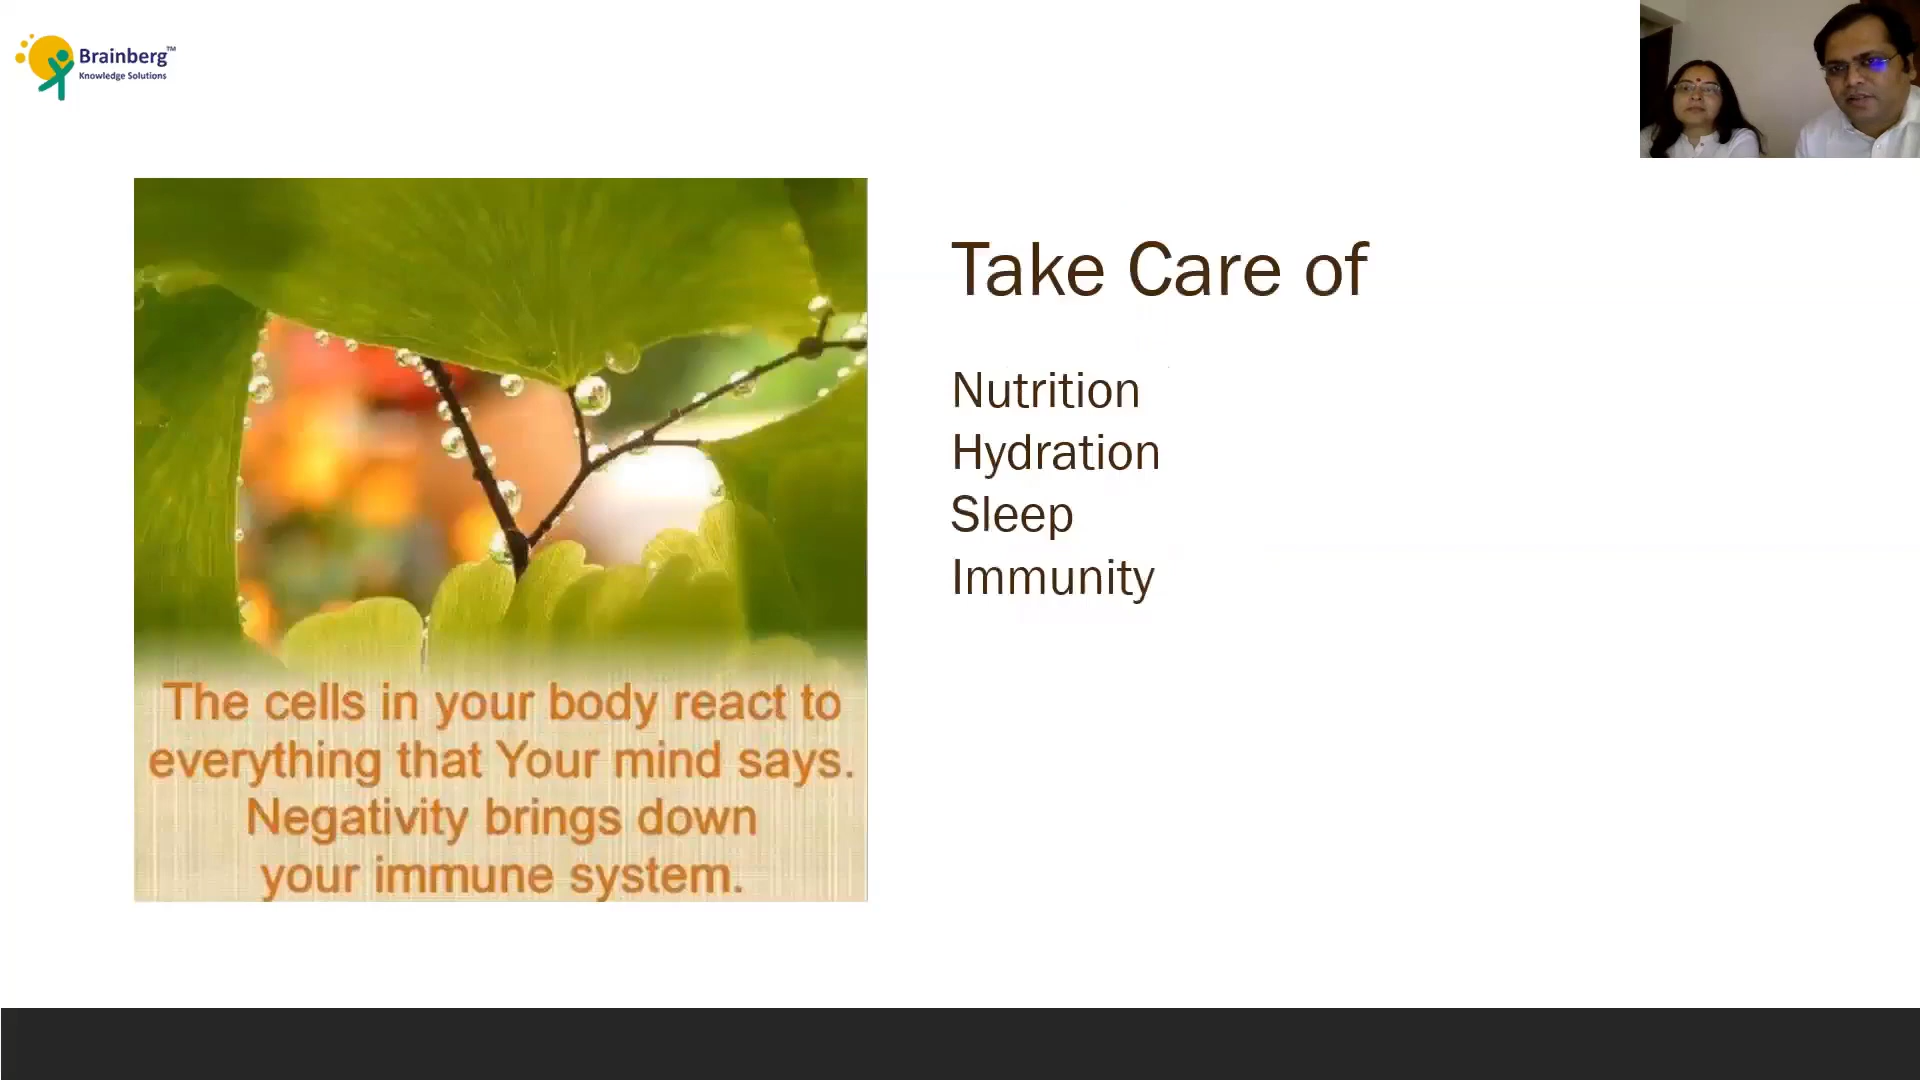 Brainberg™
Knowledge Solutions
Take Care of
Nutrition
Hydration
Sleep
Immunity
The cells in your body react to
everything that Your mind says.
Negativity brings down
your immune system.